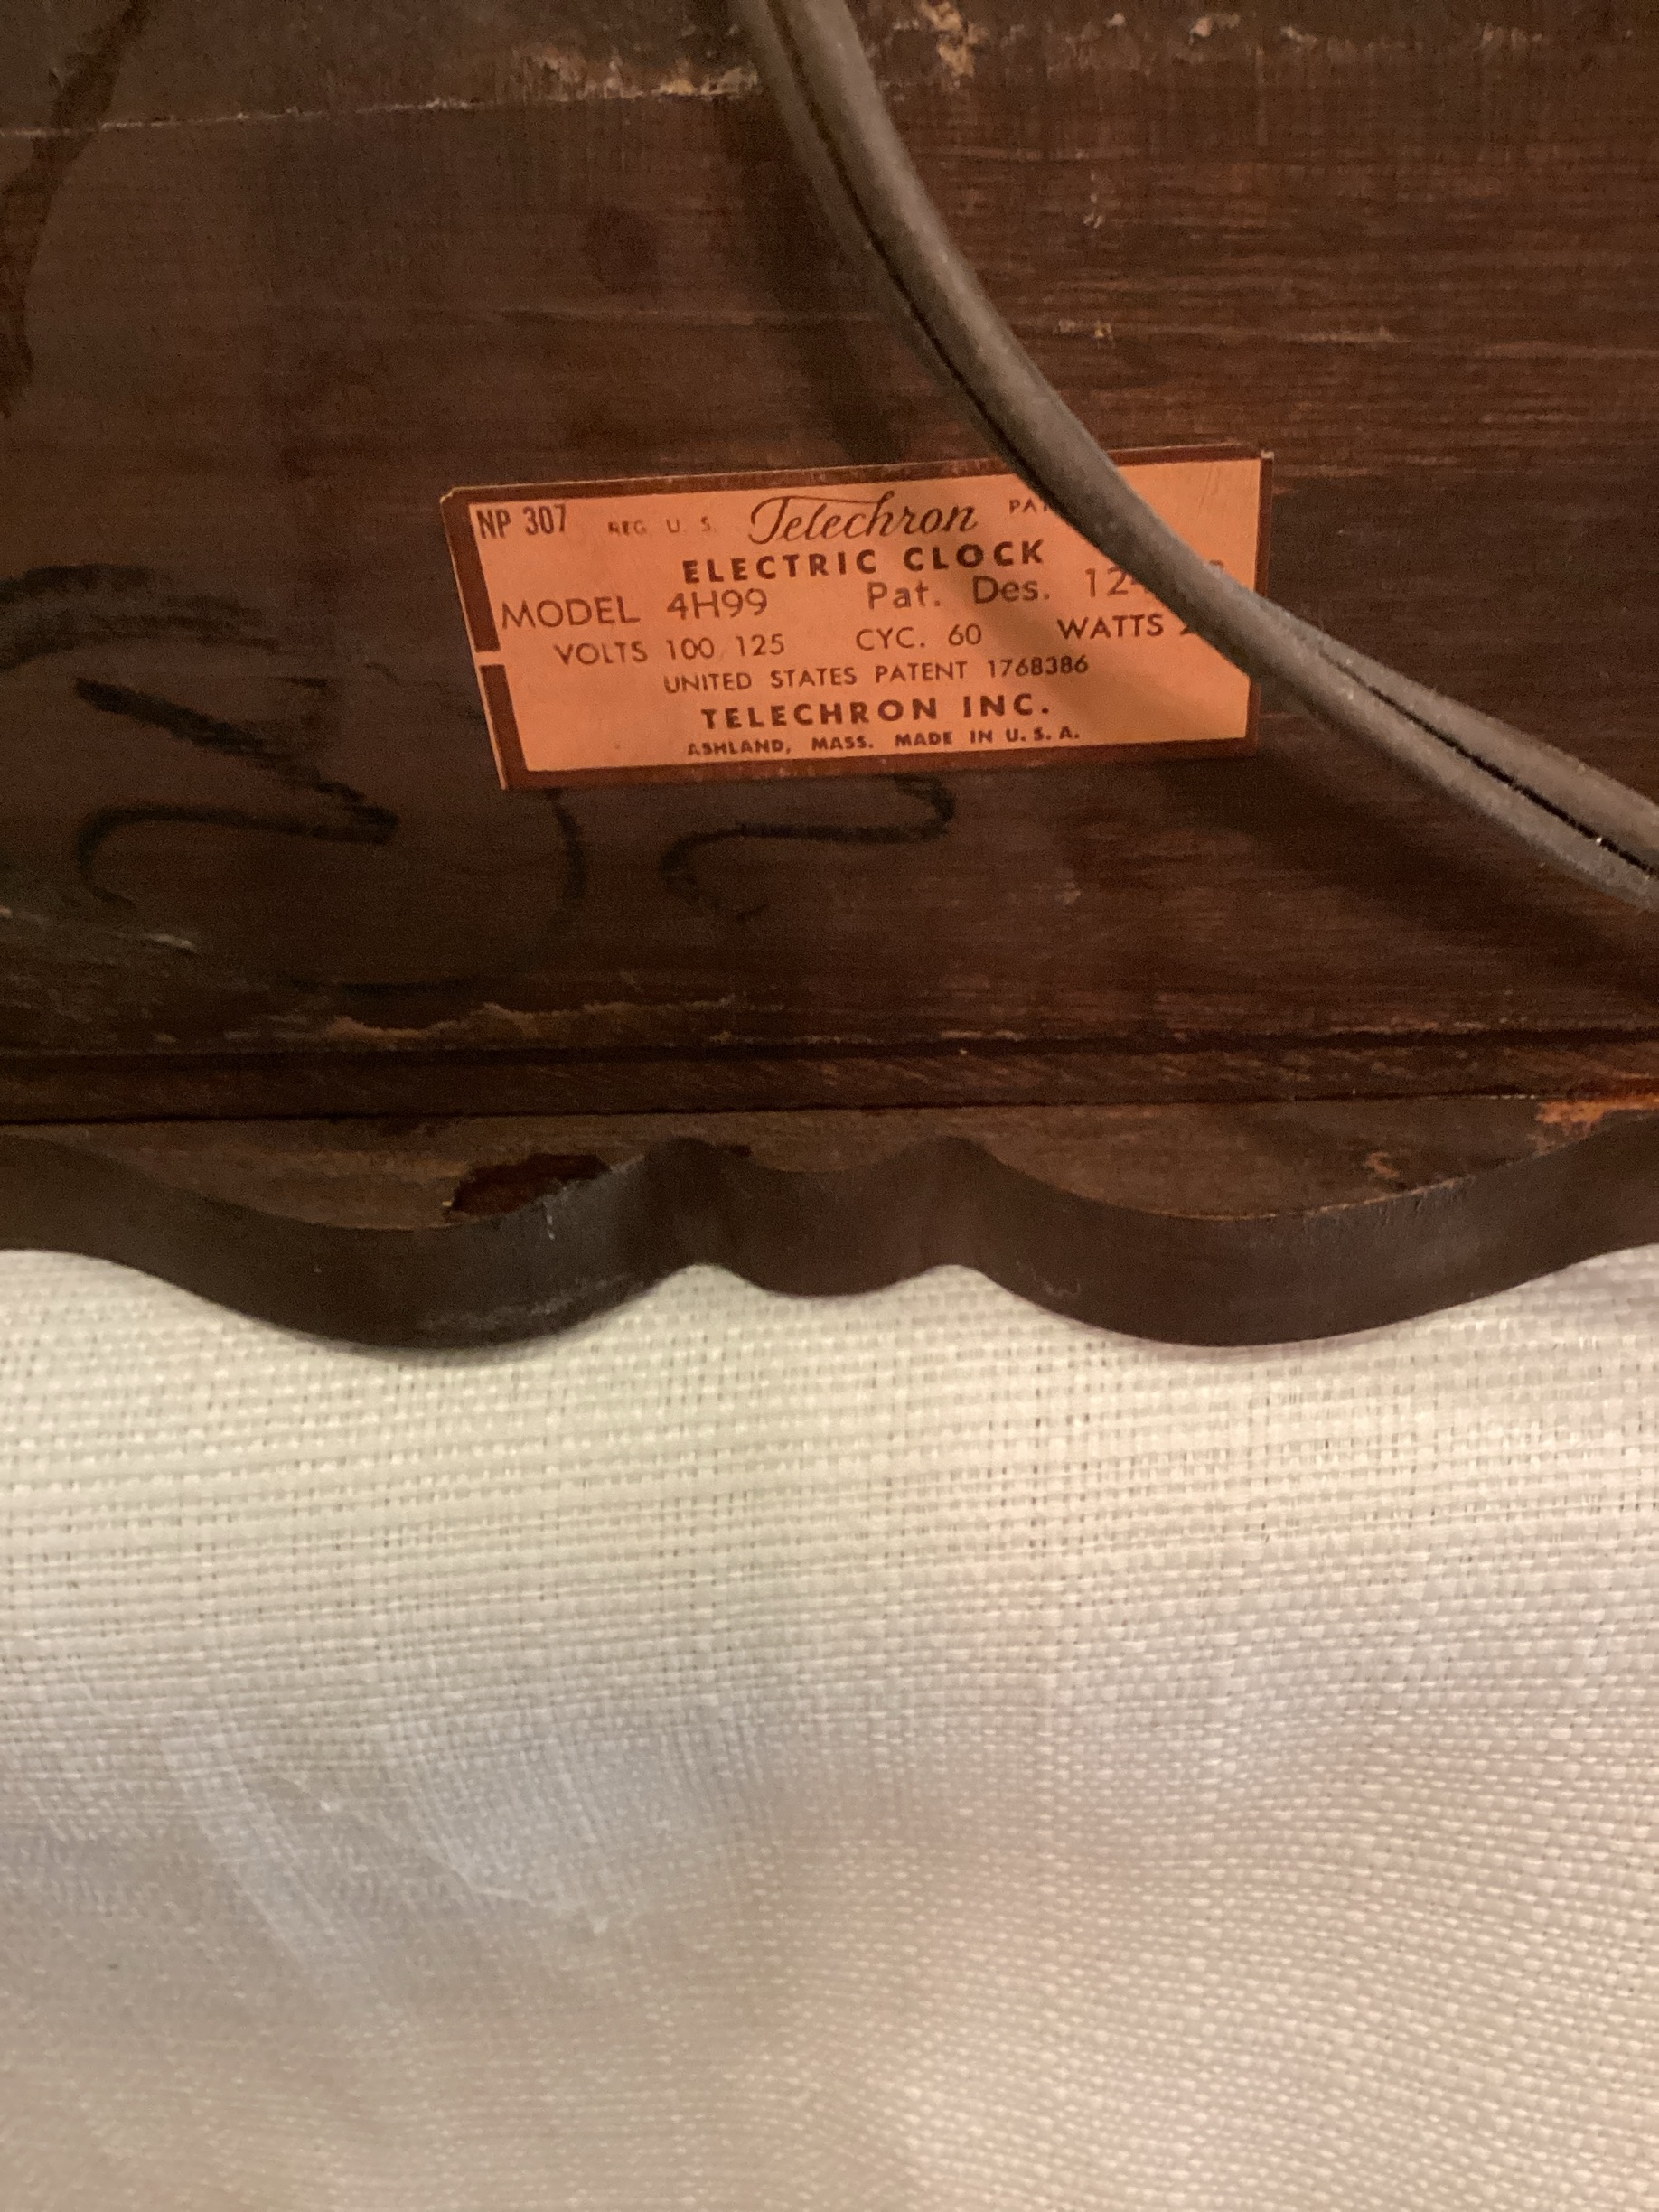 NP 307 REG. U. S. Telechron
ELECTRIC CLOCK
MODEL 4H99 Pat. Des.
VOLTS 100 125 CYC. 60 WATTS
UNITED STATES PATENT 1768386
TELECHRON INC.
ASHLAND, MASS. MADE IN U. S. A.